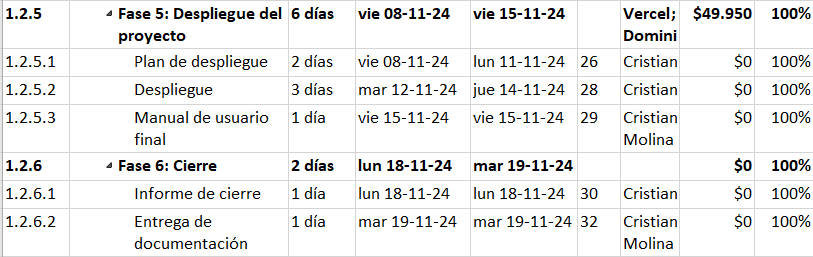 1.2.5 Fase 5: Despliegue del 6 días vie 08-11-24 vie 15-11-24 Vercel; $49.950 100%
proyecto Domini
1.2.5.1 Plan de despliegue 2 días vie 08-11-24 lun 11-11-24 26 Cristian $0 100%
1.2.5.2 Despliegue 3 días mar 12-11-24 jue 14-11-24 28 Cristian $0 100%
1.2.5.3 Manual de usuario 1 día vie 15-11-24 vie 15-11-24 29 Cristian $0 100%
final Molina
1.2.6 Fase 6: Cierre 2 días lun 18-11-24 mar 19-11-24 $0 100%
1.2.6.1 Informe de cierre 1 día lun 18-11-24 lun 18-11-24 30 Cristian $0 100%
1.2.6.2 Entrega de 1 día mar 19-11-24 mar 19-11-24 32 Cristian $0 100%
documentación Molina